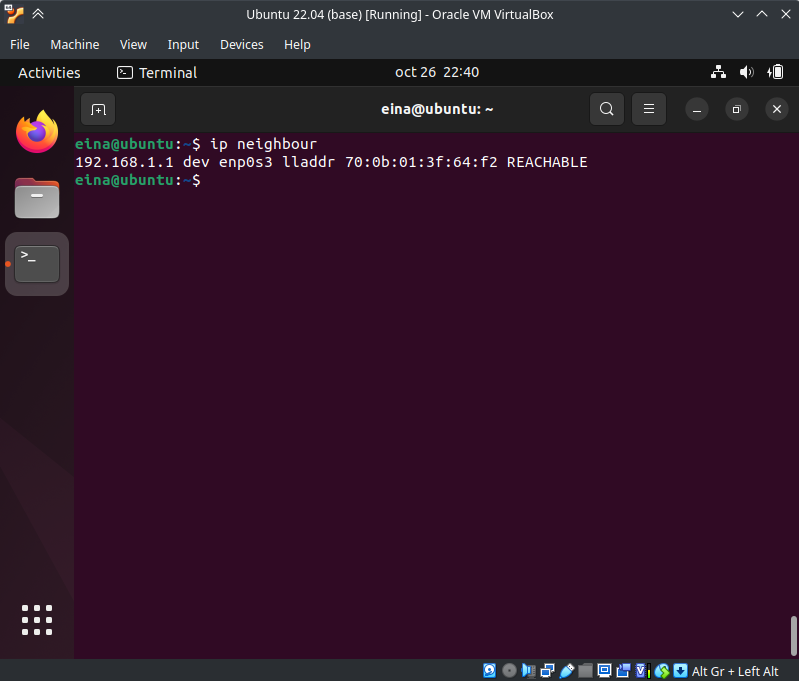 Ubuntu 22.04 (base) [Running] - Oracle VM VirtualBox
File Machine View Input Devices Help
Activities >_ Terminal oct 26 22:40
eina@ubuntu: ~
eina@ubuntu:~$ ip neighbour
192.168.1.1 dev enp0s3 lladdr 70:0b:01:3f:64:f2 REACHABLE
eina@ubuntu:~$
>_
Alt Gr + Left Alt